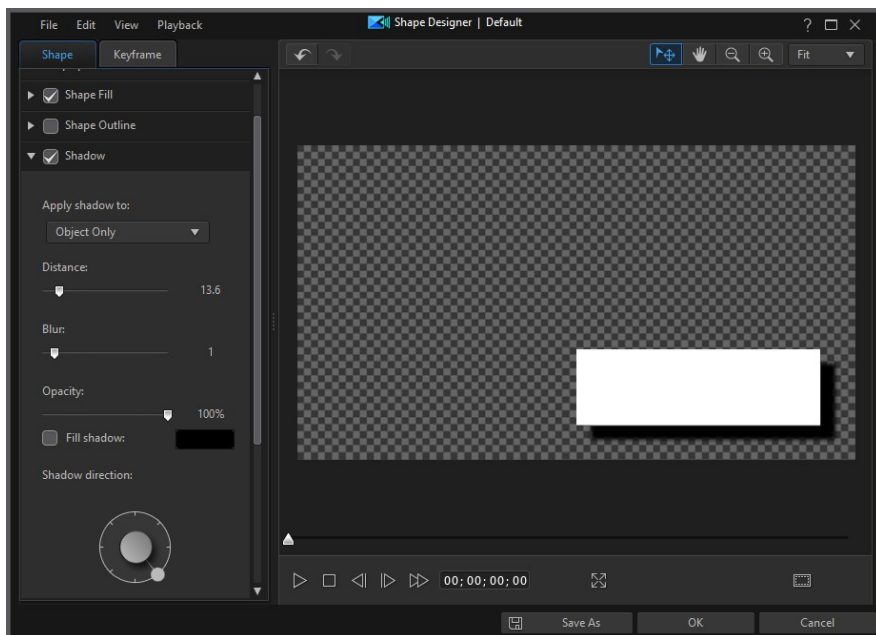 File Edit View Playback
Shape Designer | Default
?
Shape Keyframe
Fit
Shape Fill
Shape Outline
Shadow
Apply shadow to:
Object Only
Distance:
13.6
Blur:
1
Opacity:
100%
Fill shadow:
Shadow direction:
00;00;00;00
Save As
OK
Cancel